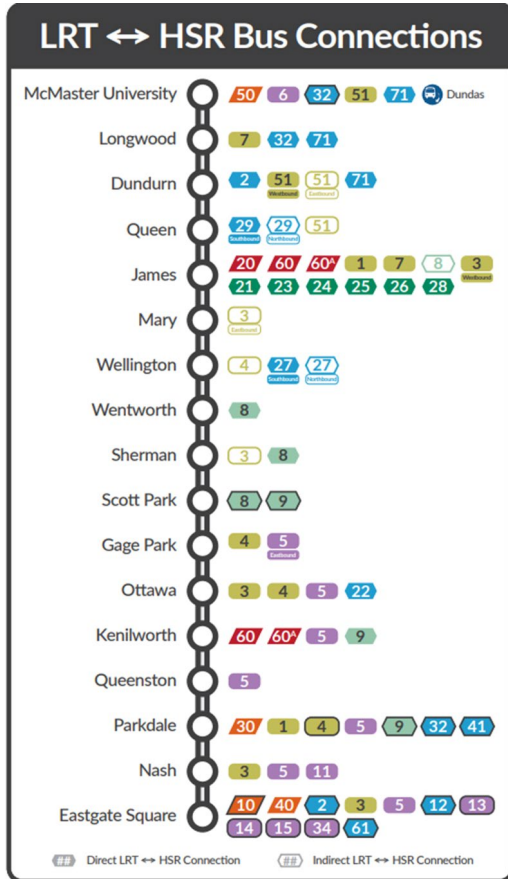 LRT ↔ HSR Bus Connections
McMaster University 50 6 32 51 71 Dundas
Longwood 7 32 71
Dundurn 2 51 51 71
Westbound Eastbound
Queen 29 29 51
Southbound Northbound
James 20 60 60A 1 7 8 3
Westbound
21 23 24 25 26 28
Mary 3
Eastbound
Wellington 4 27 27
Southbound Northbound
Wentworth 8
Sherman 3 8
Scott Park 8 9
Gage Park 4 5
Eastbound
Ottawa 3 4 5 22
Kenilworth 60 60A 5 9
Queenston 5
Parkdale 30 1 4 5 9 32 41
Nash 3 5 11
Eastgate Square 10 40 2 3 5 12 13
14 15 34 61
## Direct LRT ↔ HSR Connection ## Indirect LRT ↔ HSR Connection